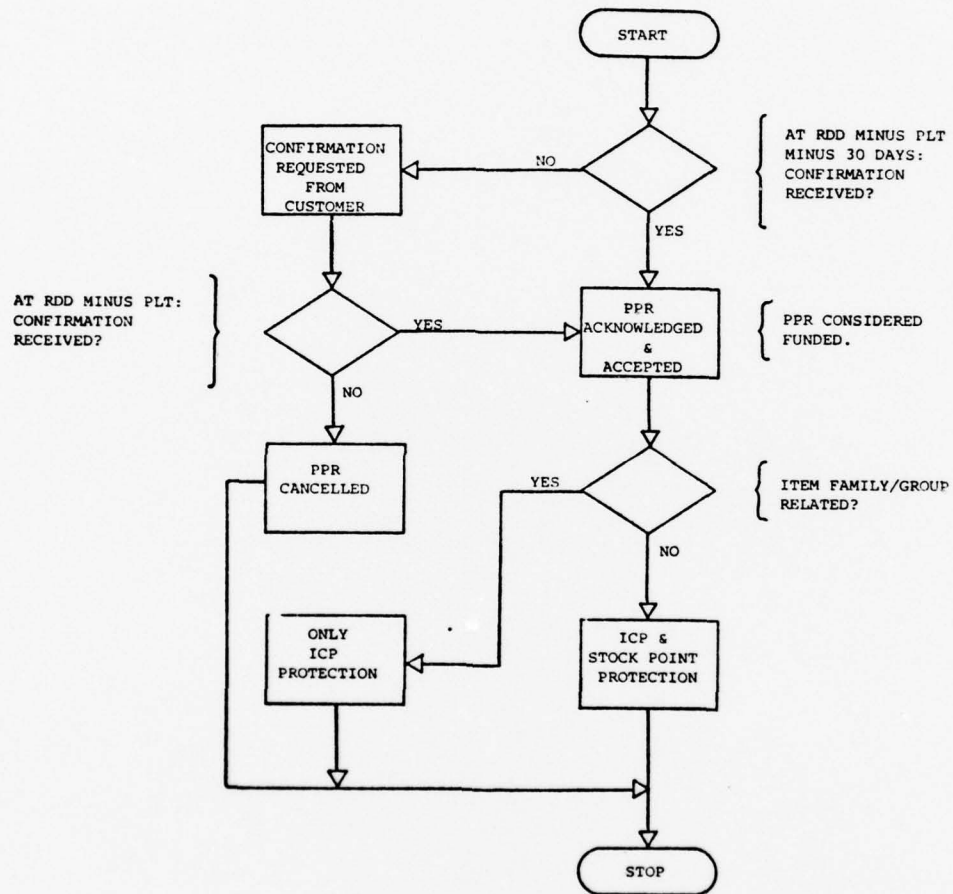 START
AT RDD MINUS PLT
MINUS 30 DAYS:
CONFIRMATION
RECEIVED?
NO
CONFIRMATION
REQUESTED
FROM
CUSTOMER
YES
AT RDD MINUS PLT:
CONFIRMATION
RECEIVED?
YES
PPR
ACKNOWLEDGED
&
ACCEPTED
PPR CONSIDERED
FUNDED.
NO
PPR
CANCELLED
YES
ITEM FAMILY/GROUP
RELATED?
NO
ONLY
ICP
PROTECTION
ICP &
STOCK POINT
PROTECTION
STOP